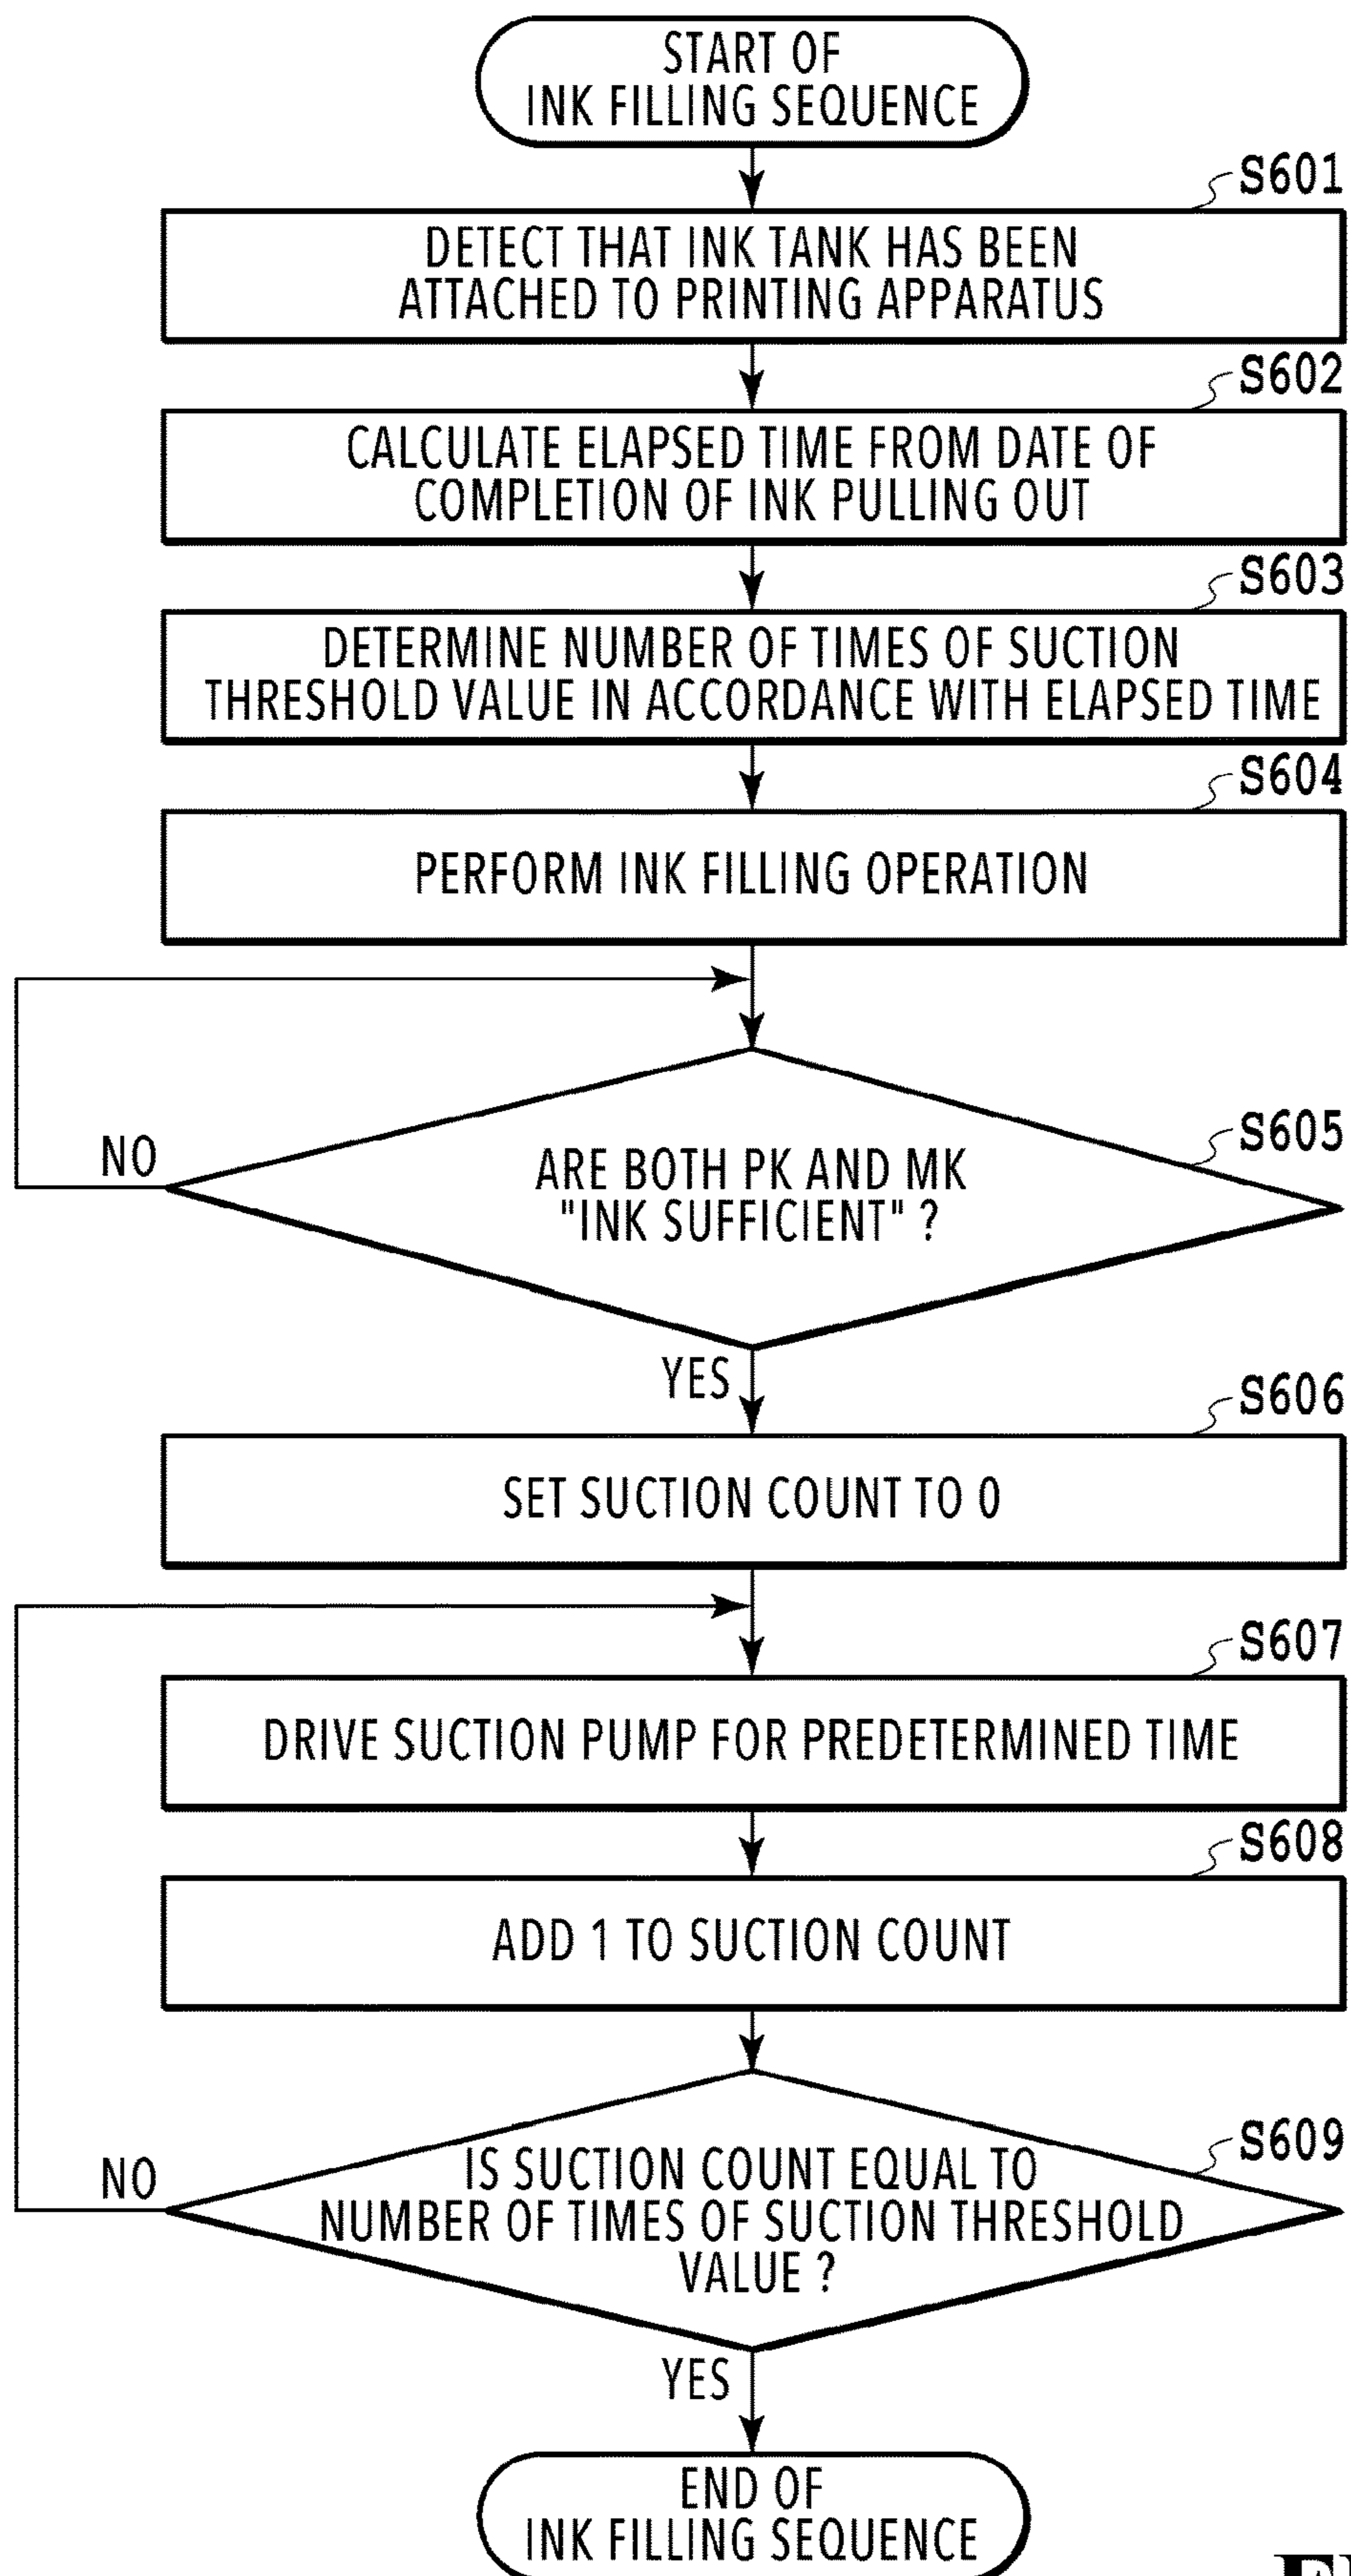 START OF
INK FILLING SEQUENCE
S601
DETECT THAT INK TANK HAS BEEN
ATTACHED TO PRINTING APPARATUS
S602
CALCULATE ELAPSED TIME FROM DATE OF
COMPLETION OF INK PULLING OUT
S603
DETERMINE NUMBER OF TIMES OF SUCTION
THRESHOLD VALUE IN ACCORDANCE WITH ELAPSED TIME
S604
PERFORM INK FILLING OPERATION
S605
NO
ARE BOTH PK AND MK
"INK SUFFICIENT" ?
YES
S606
SET SUCTION COUNT TO 0
S607
DRIVE SUCTION PUMP FOR PREDETERMINED TIME
S608
ADD 1 TO SUCTION COUNT
S609
NO
IS SUCTION COUNT EQUAL TO
NUMBER OF TIMES OF SUCTION THRESHOLD
VALUE ?
YES
END OF
INK FILLING SEQUENCE